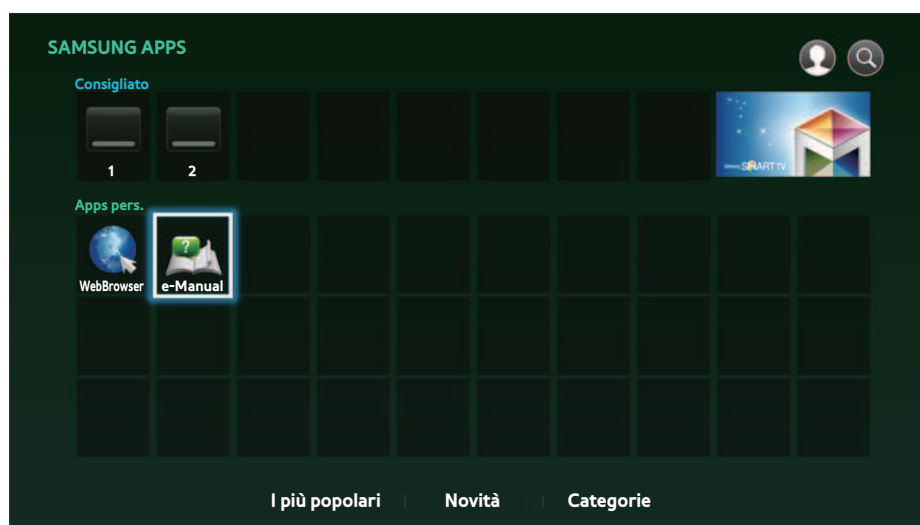 SAMSUNG APPS
Consigliato
1
2
SMART TV
Apps pers.
?
WebBrowser
e-Manual
I più popolari
Novità
Categorie